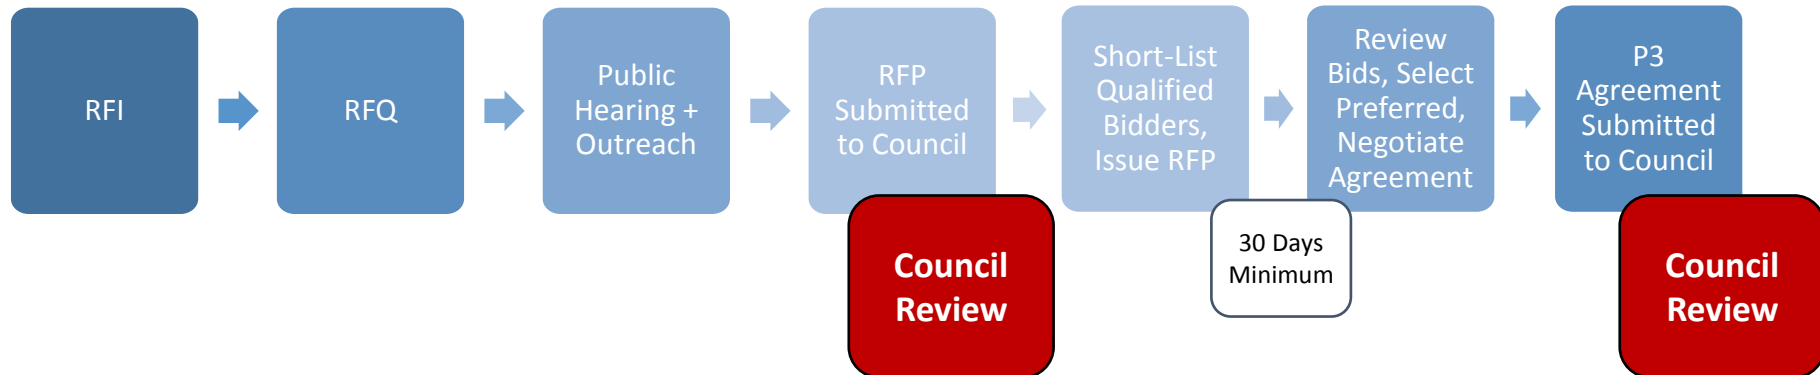 RFI
RFQ
Public
Hearing +
Outreach
RFP
Submitted
to Council
Council
Review
Short-List
Qualified
Bidders,
Issue RFP
30 Days
Minimum
Review
Bids, Select
Preferred,
Negotiate
Agreement
P3
Agreement
Submitted
to Council
Council
Review